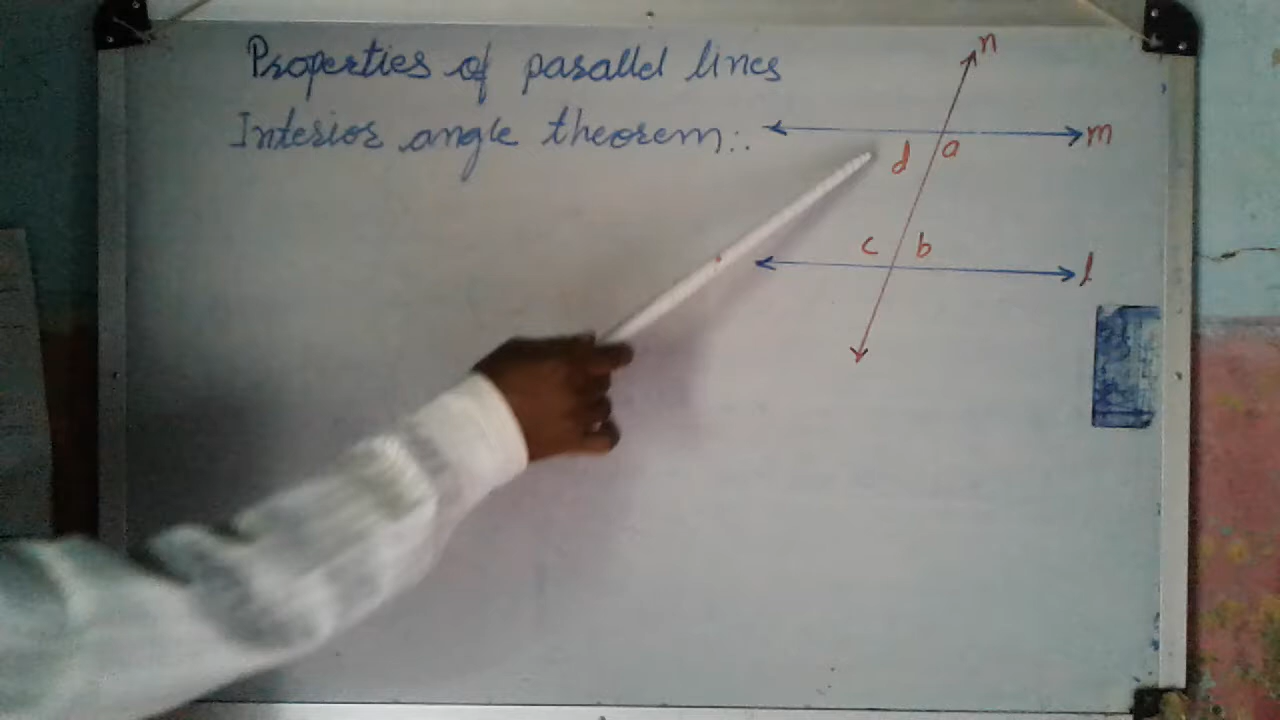 Properties of parallel lines
Interior angle theorem:.
n
m
d a
c b
l